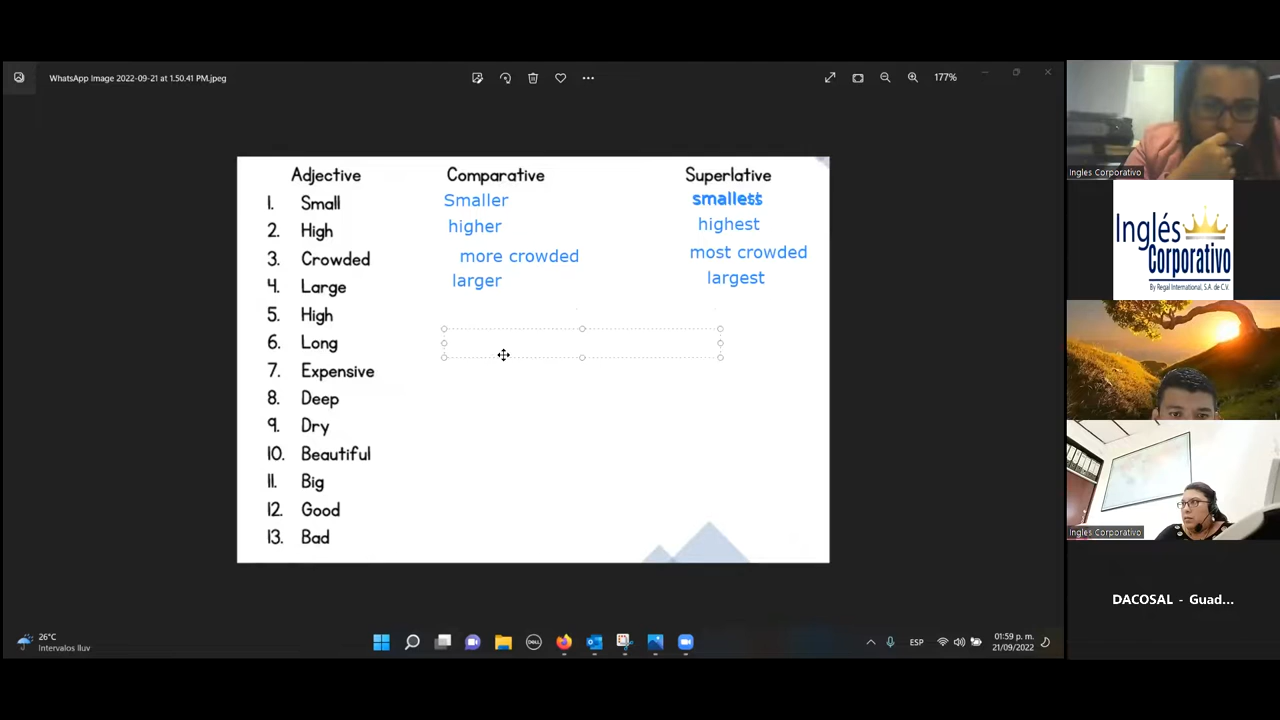 WhatsApp Image 2022-09-21 at 1.50.41 PM.jpeg
177%
Adjective Comparative Superlative
1. Small Smaller smallest
2. High higher highest
3. Crowded more crowded most crowded
4. Large larger largest
5. High
6. Long
7. Expensive
8. Deep
9. Dry
10. Beautiful
11. Big
12. Good
13. Bad
Ingles Corporativo
Inglés
Corporativo
By Regal International, S.A. de C.V.
Ingles Corporativo
DACOSAL - Guad...
26°C
Intervalos lluv
DELL
ESP
01:59 p. m.
21/09/2022